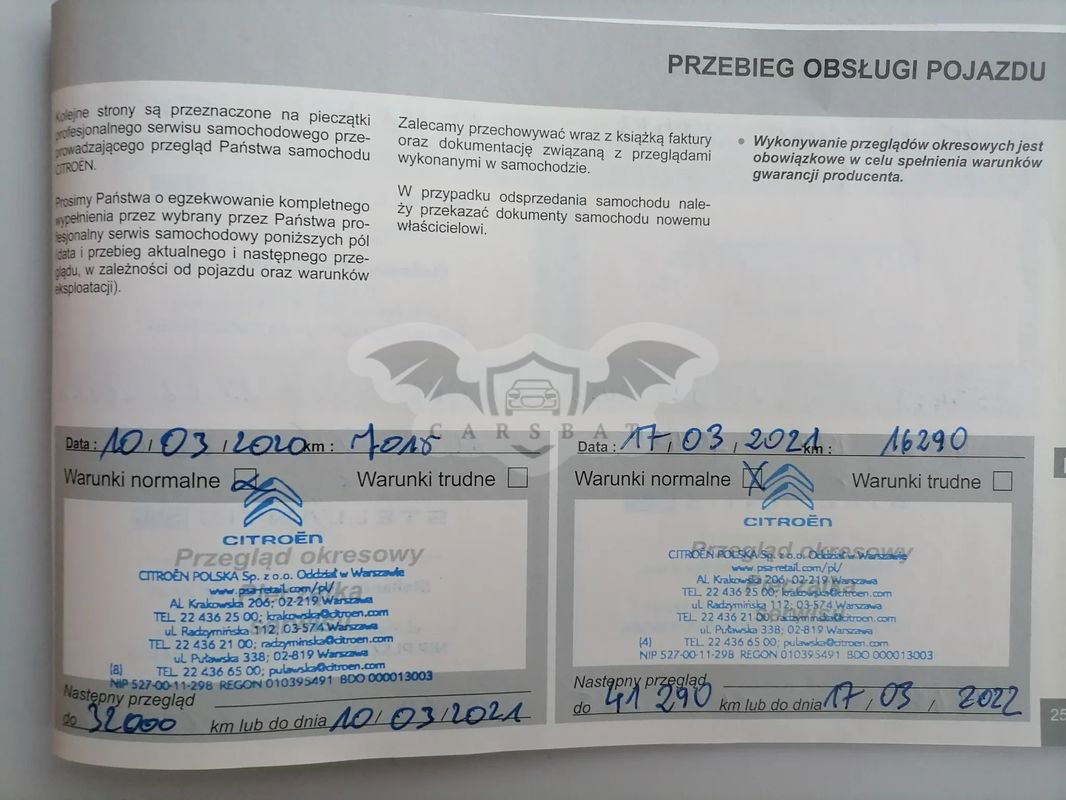 PRZEBIEG OBSŁUGI POJAZDU
Kolejne strony są przeznaczone na pieczątki
profesjonalnego serwisu samochodowego prze-
prowadzającego przegląd Państwa samochodu
CITROËN.
Prosimy Państwa o egzekwowanie kompletnego
wypełnienia przez wybrany przez Państwa pro-
fesjonalny serwis samochodowy poniższych pól
(data i przebieg aktualnego i następnego prze-
glądu, w zależności od pojazdu oraz warunków
eksploatacji).
Zalecamy przechowywać wraz z książką faktury
oraz dokumentację związaną z przeglądami
wykonanymi w samochodzie.
W przypadku odsprzedania samochodu nale-
ży przekazać dokumenty samochodu nowemu
właścicielowi.
• Wykonywanie przeglądów okresowych jest
obowiązkowe w celu spełnienia warunków
gwarancji producenta.
CARSBAT
Data : 10 / 03 / 2020 km : 7015
Warunki normalne Warunki trudne
CITROËN
Przegląd okresowy
CITROËN POLSKA Sp. z o.o. Oddział w Warszawie
www.psa-retail.com/pl/
Al. Krakowska 206; 02-219 Warszawa
TEL. 22 436 25 00; krakowska@citroen.com
ul. Radzymińska 112; 03-574 Warszawa
TEL. 22 436 21 00; radzyminska@citroen.com
ul. Puławska 338; 02-819 Warszawa
(8) TEL. 22 436 65 00; pulawska@citroen.com
NIP 527-00-11-298 REGON 010395491 BDO 000013003
Następny przegląd
do 32000 km lub do dnia 10 / 03 / 2021
Data : 17 / 03 / 2021 km : 16290
Warunki normalne Warunki trudne
CITROËN
Przegląd okresowy
CITROËN POLSKA Sp. z o.o. Oddział w Warszawie
www.psa-retail.com/pl/
Al. Krakowska 206; 02-219 Warszawa
TEL. 22 436 25 00; krakowska@citroen.com
ul. Radzymińska 112; 03-574 Warszawa
TEL. 22 436 21 00; radzyminska@citroen.com
ul. Puławska 338; 02-819 Warszawa
(4) TEL. 22 436 65 00; pulawska@citroen.com
NIP 527-00-11-298 REGON 010395491 BDO 000013003
Następny przegląd
do 41 290 km lub do dnia 17 / 03 / 2022
25